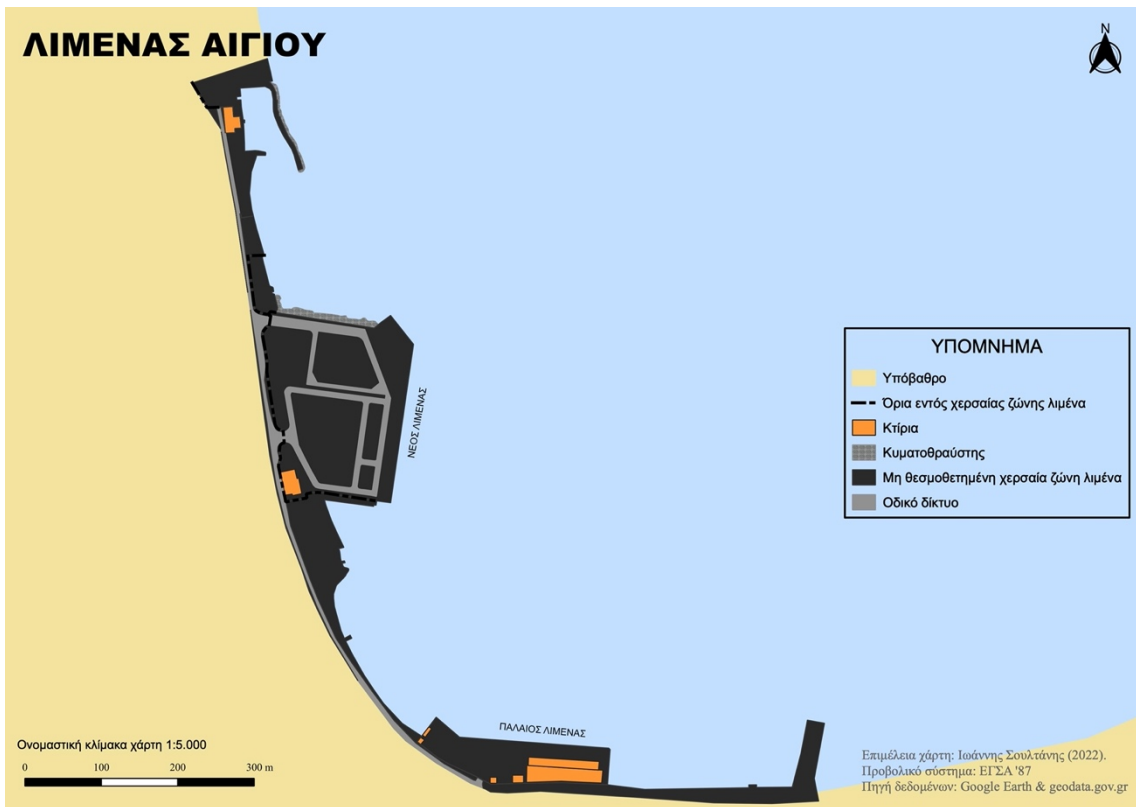 ΛΙΜΕΝΑΣ ΑΙΓΙΟΥ
N
ΥΠΟΜΝΗΜΑ
Υπόβαθρο
Όρια εντός χερσαίας ζώνης λιμένα
Κτίρια
Κυματοθραύστης
Μη θεσμοθετημένη χερσαία ζώνη λιμένα
Οδικό δίκτυο
ΝΕΟΣ ΛΙΜΕΝΑΣ
ΠΑΛΑΙΟΣ ΛΙΜΕΝΑΣ
Ονομαστική κλίμακα χάρτη 1:5.000
0 100 200 300 m
Επιμέλεια χάρτη: Ιωάννης Σουλτάνης (2022).
Προβολικό σύστημα: ΕΓΣΑ '87
Πηγή δεδομένων: Google Earth & geodata.gov.gr